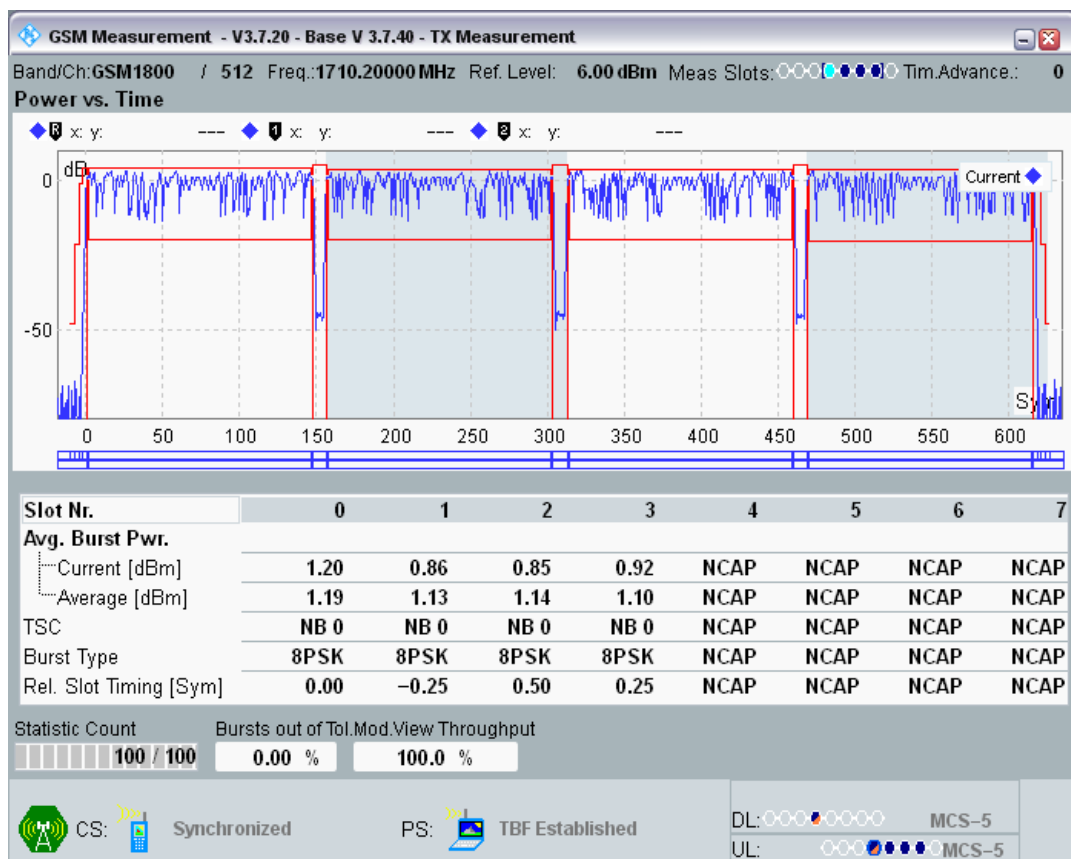 GSM Measurement - V3.7.20 - Base V 3.7.40 - TX Measurement
Band/Ch:GSM1800 / 512 Freq.:1710.20000 MHz Ref. Level: 6.00 dBm Meas Slots: Tim.Advance.: 0
Power vs. Time
R x: y: --- 1 x: y: --- 2 x: y: ---
dB
Current
0
-50
0 50 100 150 200 250 300 350 400 450 500 550 600
Slot Nr. 0 1 2 3 4 5 6 7
Avg. Burst Pwr.
Current [dBm] 1.20 0.86 0.85 0.92 NCAP NCAP NCAP NCAP
Average [dBm] 1.19 1.13 1.14 1.10 NCAP NCAP NCAP NCAP
TSC NB 0 NB 0 NB 0 NB 0 NCAP NCAP NCAP NCAP
Burst Type 8PSK 8PSK 8PSK 8PSK NCAP NCAP NCAP NCAP
Rel. Slot Timing [Sym] 0.00 −0.25 0.50 0.25 NCAP NCAP NCAP NCAP
Statistic Count Bursts out of Tol.Mod.View Throughput
100 / 100 0.00 % 100.0 %
CS: Synchronized PS: TBF Established DL: MCS−5
UL: MCS−5